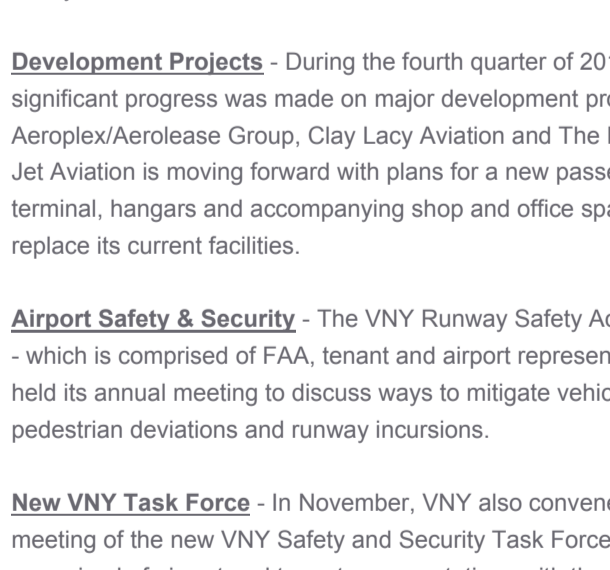 Development Projects - During the fourth quarter of
significant progress was made on major development
Aeroplex/Aerolease Group, Clay Lacy Aviation and The
Jet Aviation is moving forward with plans for a new
terminal, hangars and accompanying shop and office
replace its current facilities.
Airport Safety & Security - The VNY Runway Safety
- which is comprised of FAA, tenant and airport
held its annual meeting to discuss ways to mitigate
pedestrian deviations and runway incursions.
New VNY Task Force - In November, VNY also
meeting of the new VNY Safety and Security Task Force